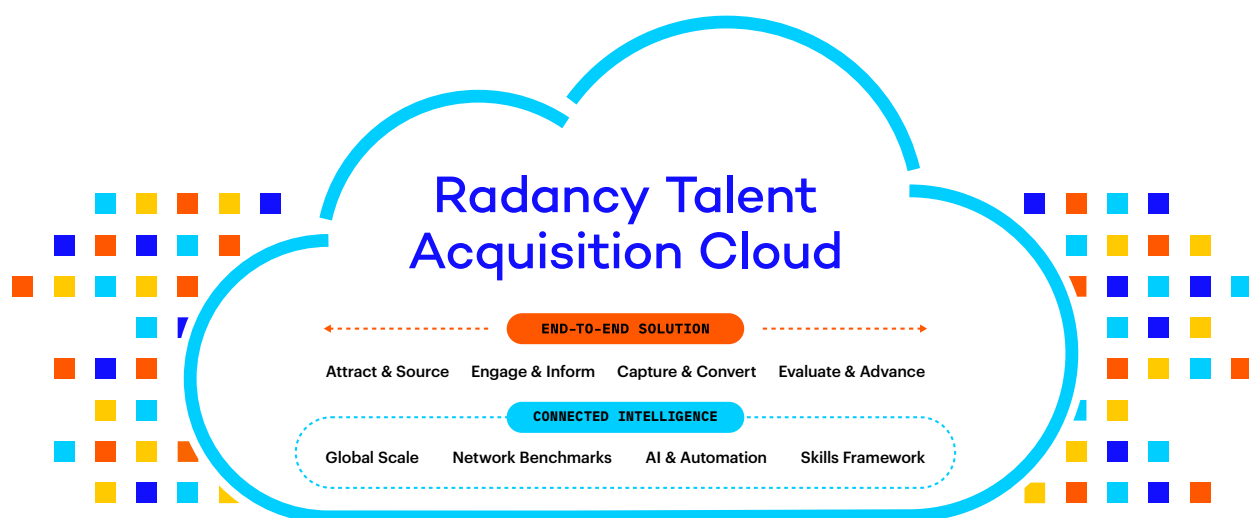 Radancy Talent
Acquisition Cloud
END-TO-END SOLUTION
Attract & Source Engage & Inform Capture & Convert Evaluate & Advance
CONNECTED INTELLIGENCE
Global Scale Network Benchmarks AI & Automation Skills Framework